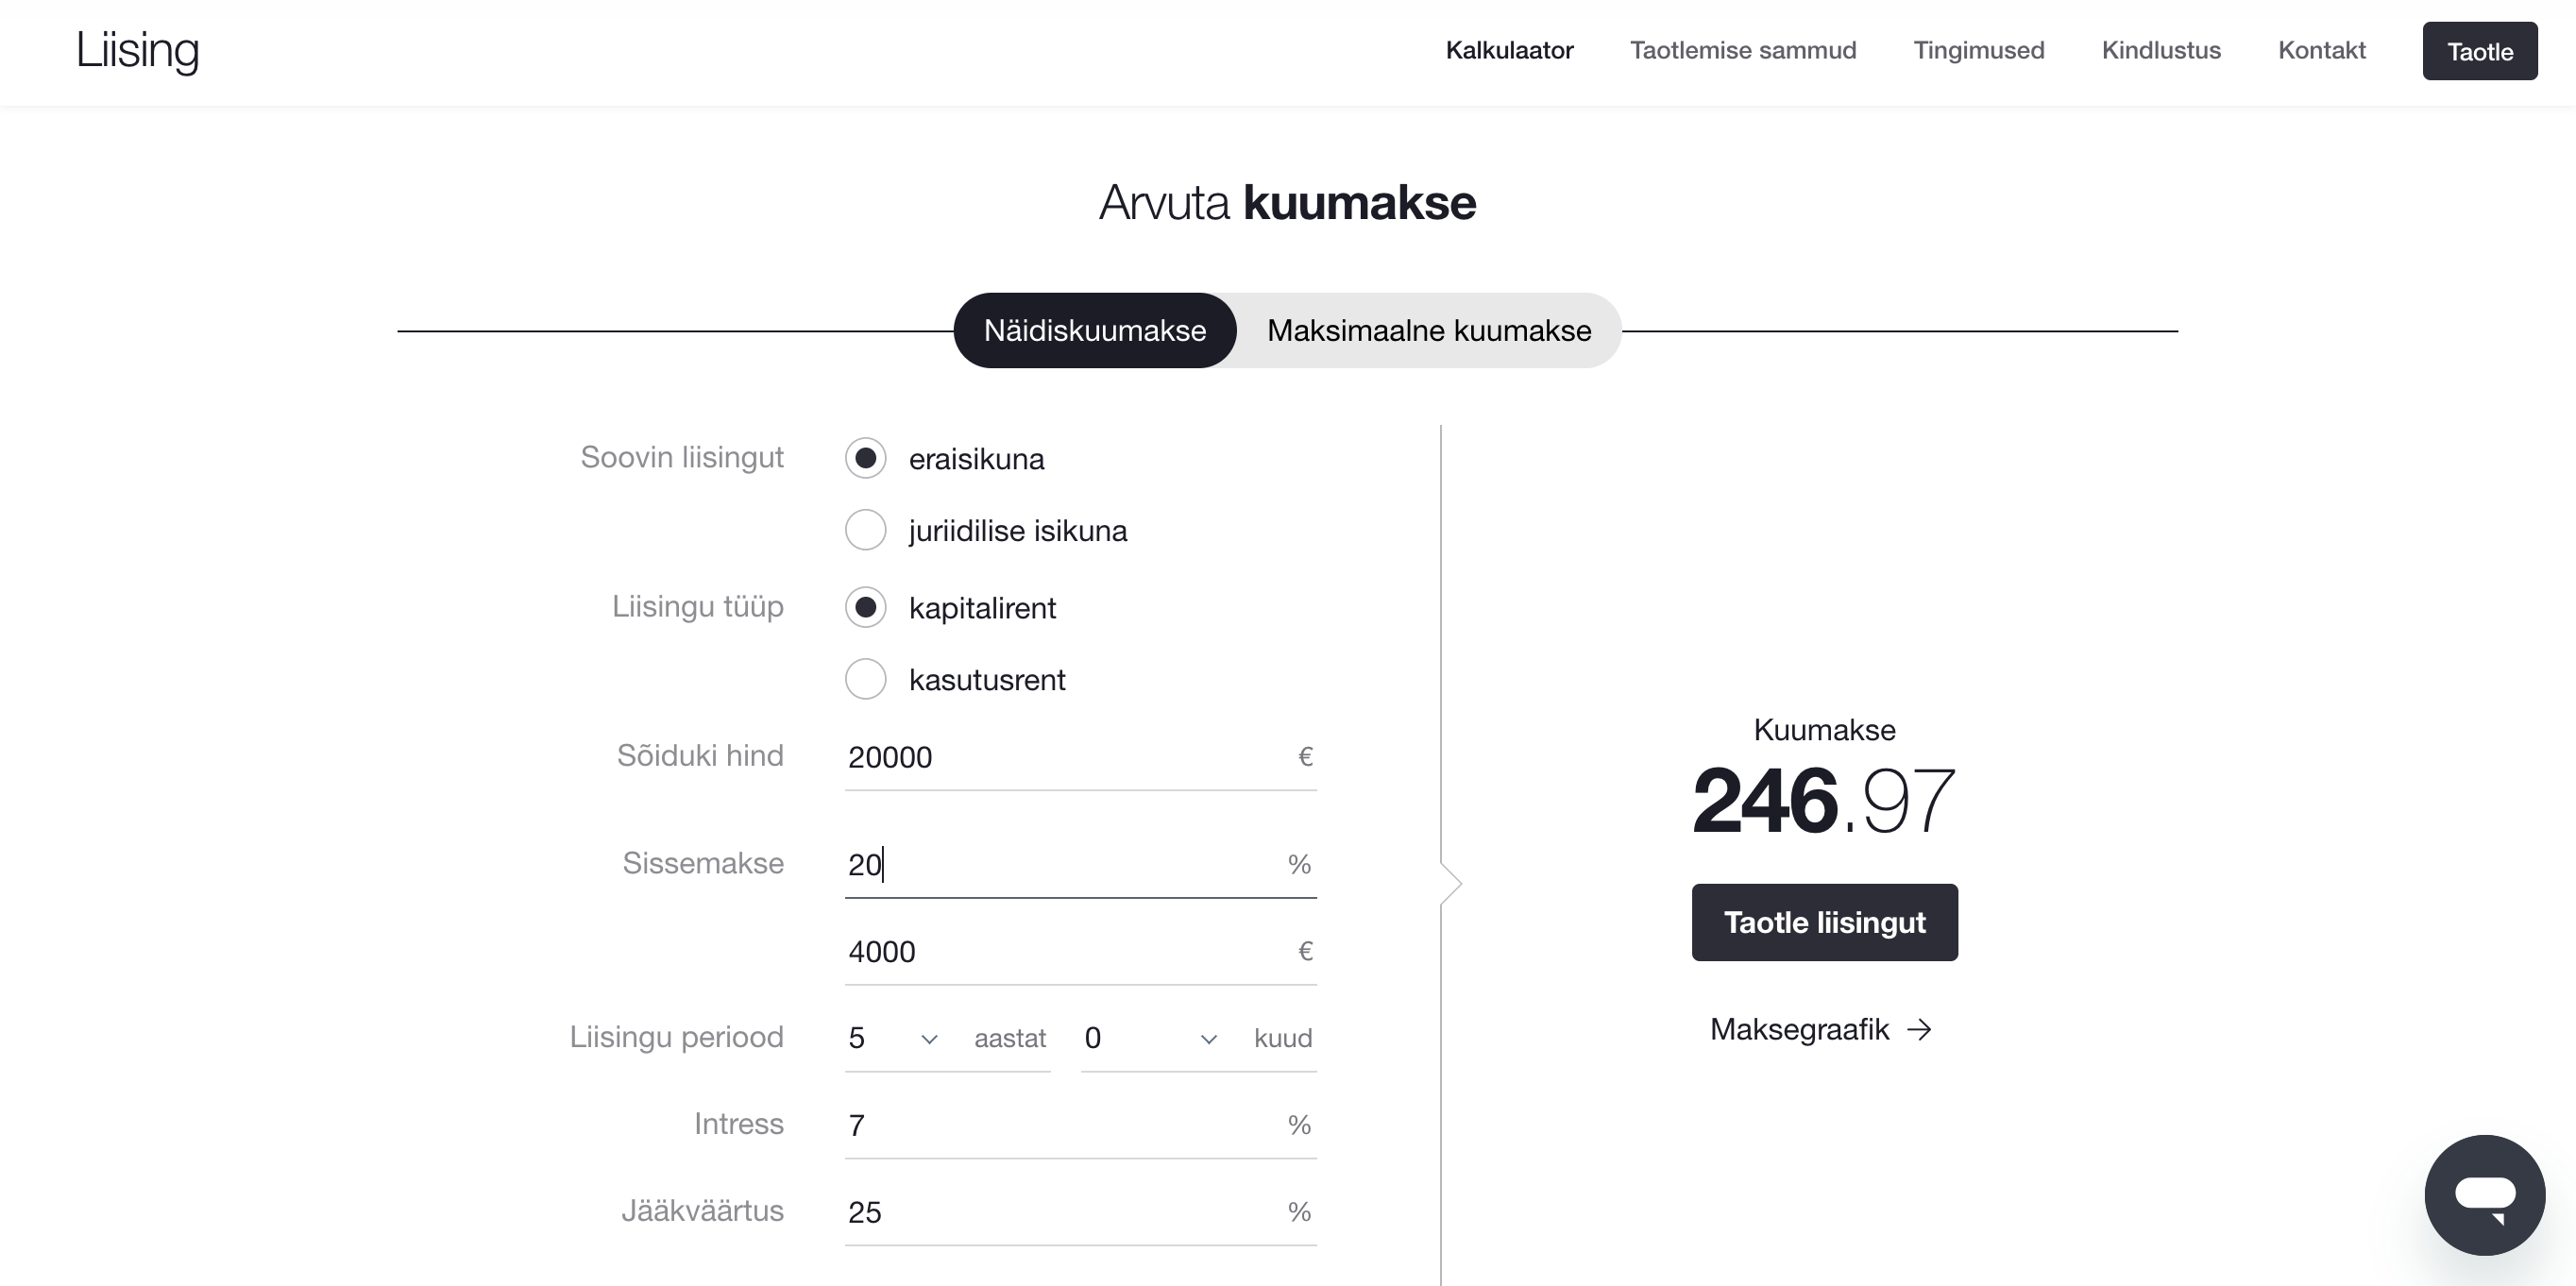 Liising
Kalkulaator Taotlemise sammud Tingimused Kindlustus Kontakt Taotle
Arvuta kuumakse
Näidiskuumakse Maksimaalne kuumakse
Soovin liisingut eraisikuna
juriidilise isikuna
Liisingu tüüp kapitalirent
kasutusrent
Sõiduki hind 20000 €
Sissemakse 20 %
4000 €
Liisingu periood 5 aastat 0 kuud
Intress 7 %
Jääkväärtus 25 %
Kuumakse
246.97
Taotle liisingut
Maksegraafik →